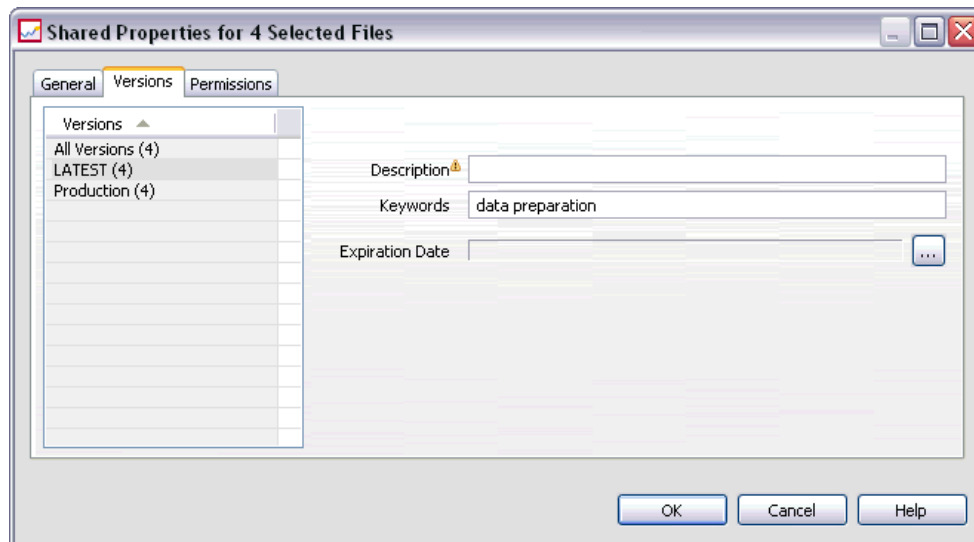 Shared Properties for 4 Selected Files
General Versions Permissions
Versions
All Versions (4)
LATEST (4)
Production (4)
Description
Keywords data preparation
Expiration Date ...
OK Cancel Help